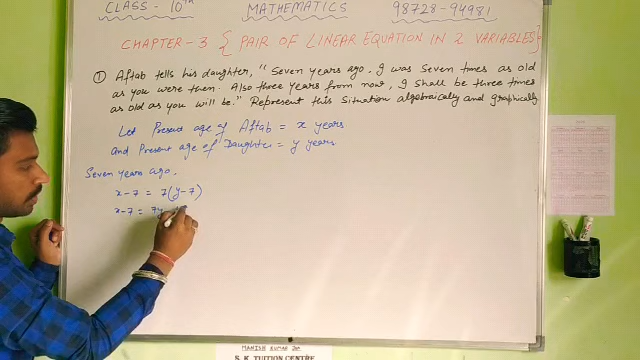 CLASS - 10th MATHEMATICS 98728-94981
CHAPTER-3 { PAIR OF LINEAR EQUATION IN 2 VARIABLES}
① Aftab tells his daughter, "Seven years ago, I was seven times as old
as you were then. Also three years from now, I shall be three times
as old as you will be." Represent this situation algebraically and graphically
Let Present age of Aftab = x years
and Present age of Daughter = y years
Seven years ago,
x-7 = 7(y-7)
x-7 = 7y
MANISH KUMAR
S. K. TUITION CENTRE